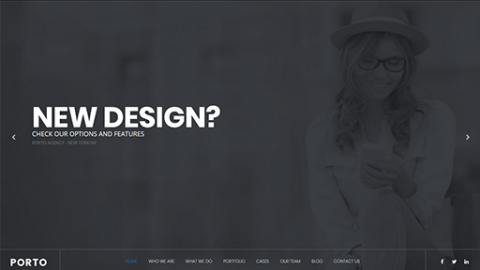 NEW DESIGN?
CHECK OUR OPTIONS AND FEATURES
PORTO AGENCY - NEW YORK NY
PORTO
HOME WHO WE ARE WHAT WE DO PORTFOLIO CASES OUR TEAM BLOG CONTACT US